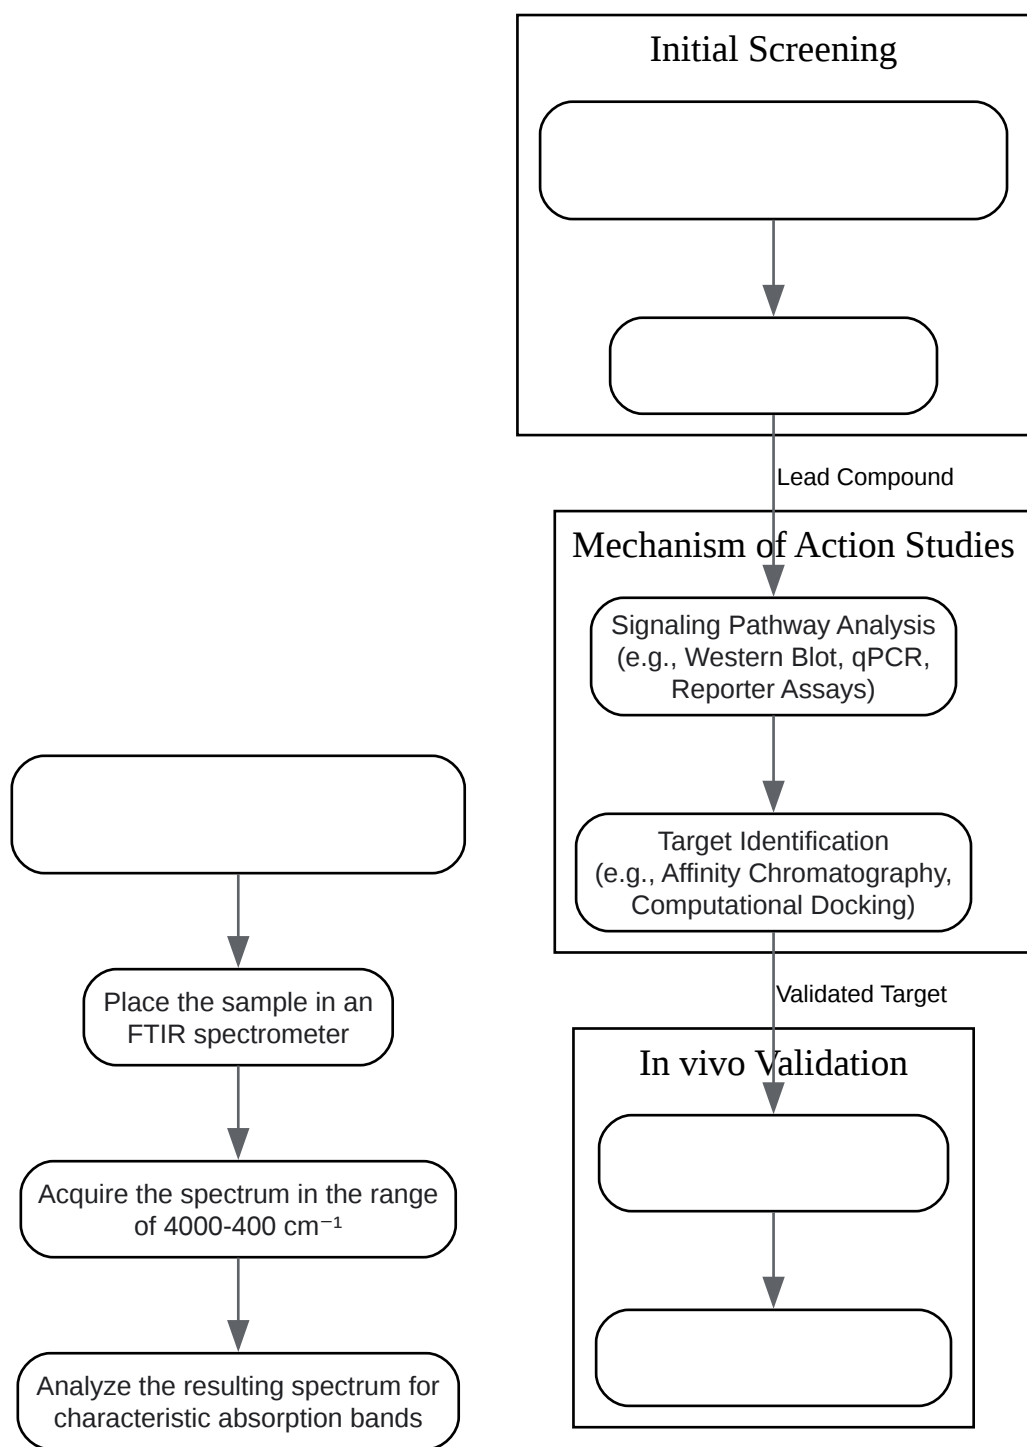 Initial Screening
Lead Compound
Mechanism of Action Studies
Signaling Pathway Analysis
(e.g., Western Blot, qPCR,
Reporter Assays)
Target Identification
(e.g., Affinity Chromatography,
Computational Docking)
Validated Target
In vivo Validation
Place the sample in an
FTIR spectrometer
Acquire the spectrum in the range
of 4000-400 cm⁻¹
Analyze the resulting spectrum for
characteristic absorption bands